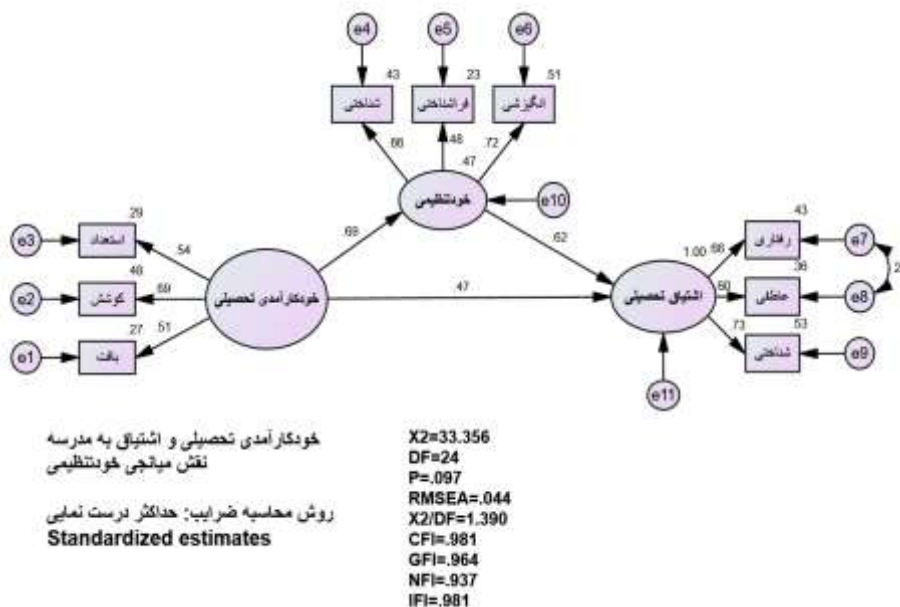 e4
e5
e6
43
23
51
شناختی
فراشناختی
انگیزشی
.66
.48
.72
.47
خودتنظیمی
e10
29
e3
استعداد
.54
.69
.62
43
رفتاری
e7
1.00
.66
48
e2
کوشش
.69
خودکارآمدی تحصیلی
.47
اشتیاق تحصیلی
36
.60
عاطفی
e8
2
27
e1
بافت
.51
.73
53
شناختی
e9
e11
خودکارآمدی تحصیلی و اشتیاق به مدرسه
نقش میانجی خودتنظیمی
روش محاسبه ضرایب: حداکثر درست نمایی
Standardized estimates
X2=33.356
DF=24
P=.097
RMSEA=.044
X2/DF=1.390
CFI=.981
GFI=.964
NFI=.937
IFI=.981